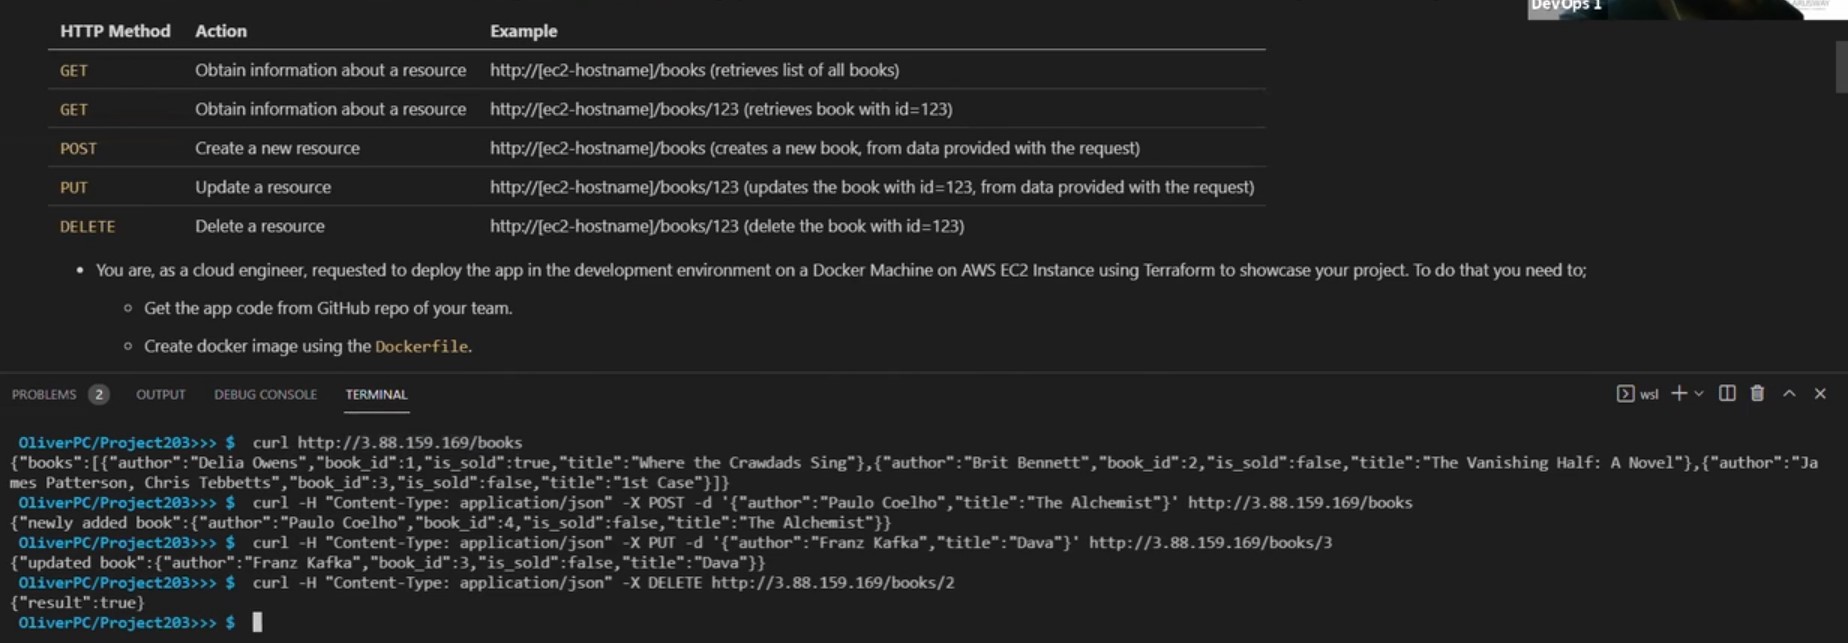 DevOps 1
HTTP Method Action Example
GET Obtain information about a resource http://[ec2-hostname]/books (retrieves list of all books)
GET Obtain information about a resource http://[ec2-hostname]/books/123 (retrieves book with id=123)
POST Create a new resource http://[ec2-hostname]/books (creates a new book, from data provided with the request)
PUT Update a resource http://[ec2-hostname]/books/123 (updates the book with id=123, from data provided with the request)
DELETE Delete a resource http://[ec2-hostname]/books/123 (delete the book with id=123)
• You are, as a cloud engineer, requested to deploy the app in the development environment on a Docker Machine on AWS EC2 Instance using Terraform to showcase your project. To do that you need to;
◦ Get the app code from GitHub repo of your team.
◦ Create docker image using the Dockerfile.
PROBLEMS 2 OUTPUT DEBUG CONSOLE TERMINAL wsl
OliverPC/Project203>>> $ curl http://3.88.159.169/books
{"books":[{"author":"Delia Owens","book_id":1,"is_sold":true,"title":"Where the Crawdads Sing"},{"author":"Brit Bennett","book_id":2,"is_sold":false,"title":"The Vanishing Half: A Novel"},{"author":"Ja
mes Patterson, Chris Tebbetts","book_id":3,"is_sold":false,"title":"1st Case"}]}
OliverPC/Project203>>> $ curl -H "Content-Type: application/json" -X POST -d '{"author":"Paulo Coelho","title":"The Alchemist"}' http://3.88.159.169/books
{"newly added book":{"author":"Paulo Coelho","book_id":4,"is_sold":false,"title":"The Alchemist"}}
OliverPC/Project203>>> $ curl -H "Content-Type: application/json" -X PUT -d '{"author":"Franz Kafka","title":"Dava"}' http://3.88.159.169/books/3
{"updated book":{"author":"Franz Kafka","book_id":3,"is_sold":false,"title":"Dava"}}
OliverPC/Project203>>> $ curl -H "Content-Type: application/json" -X DELETE http://3.88.159.169/books/2
{"result":true}
OliverPC/Project203>>> $